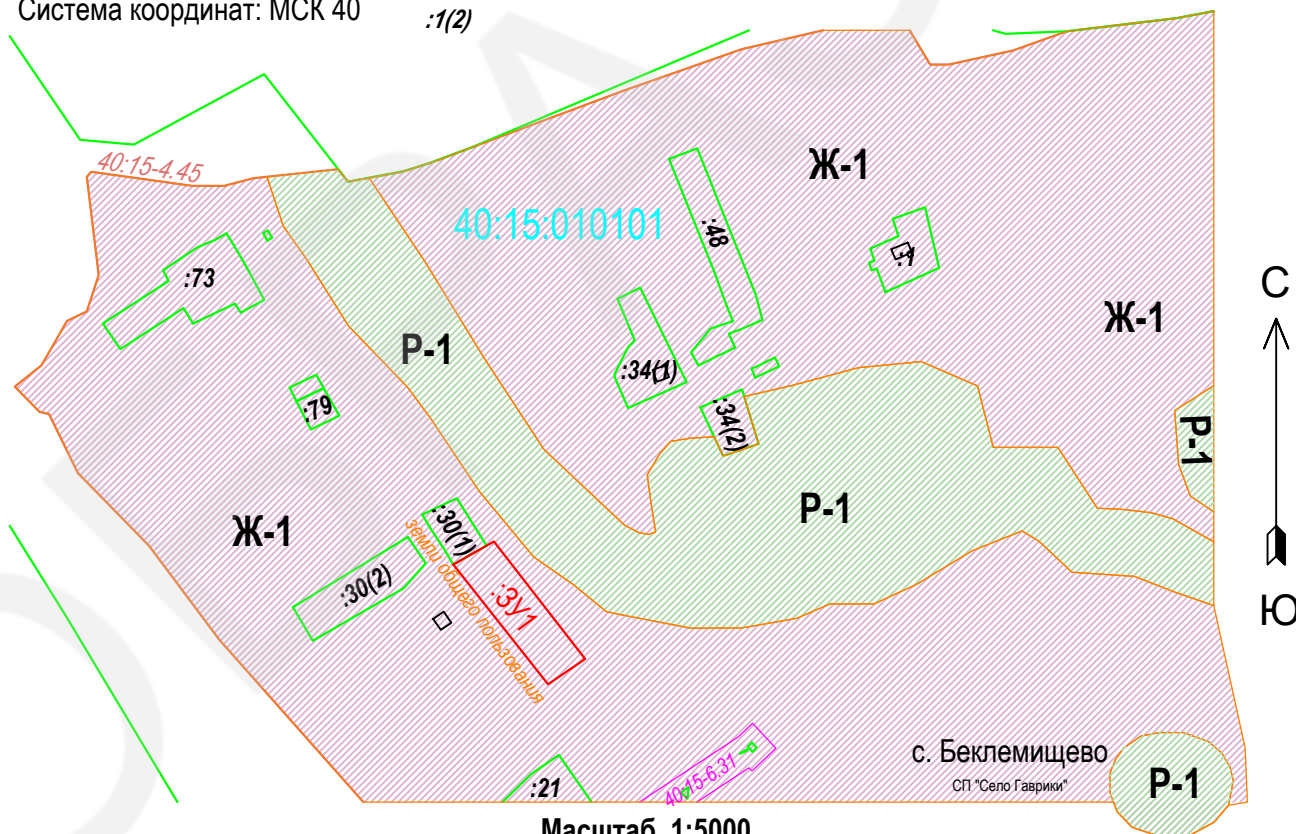 Система координат: МСК 40
:1(2)
40:15-4.45
Ж-1
40:15:010101
:48
:7
:73
С
Ж-1
Р-1
:34(1)
:79
:34(2)
Р-1
Р-1
Ж-1
:30(1)
земли общего пользования
:30(2)
:ЗУ1
Ю
с. Беклемищево
СП "Село Гаврики"
40:15-6.31
:21
Р-1
Масштаб 1:5000